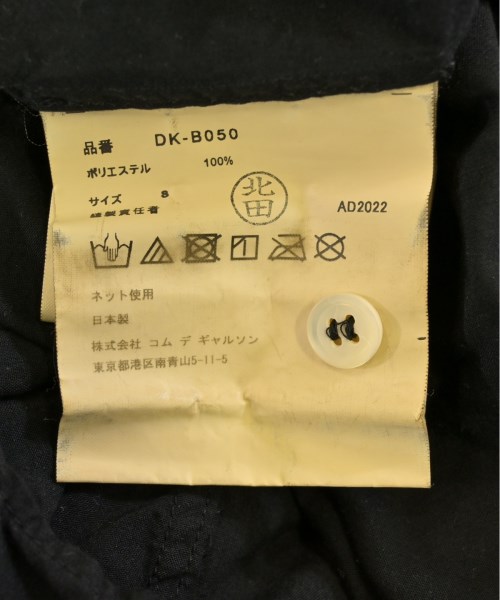 品番 DK-B050
ポリエステル 100%
サイズ S
縫製責任者
北田
AD2022
ネット使用
日本製
株式会社 コム デ ギャルソン
東京都港区南青山5-11-5